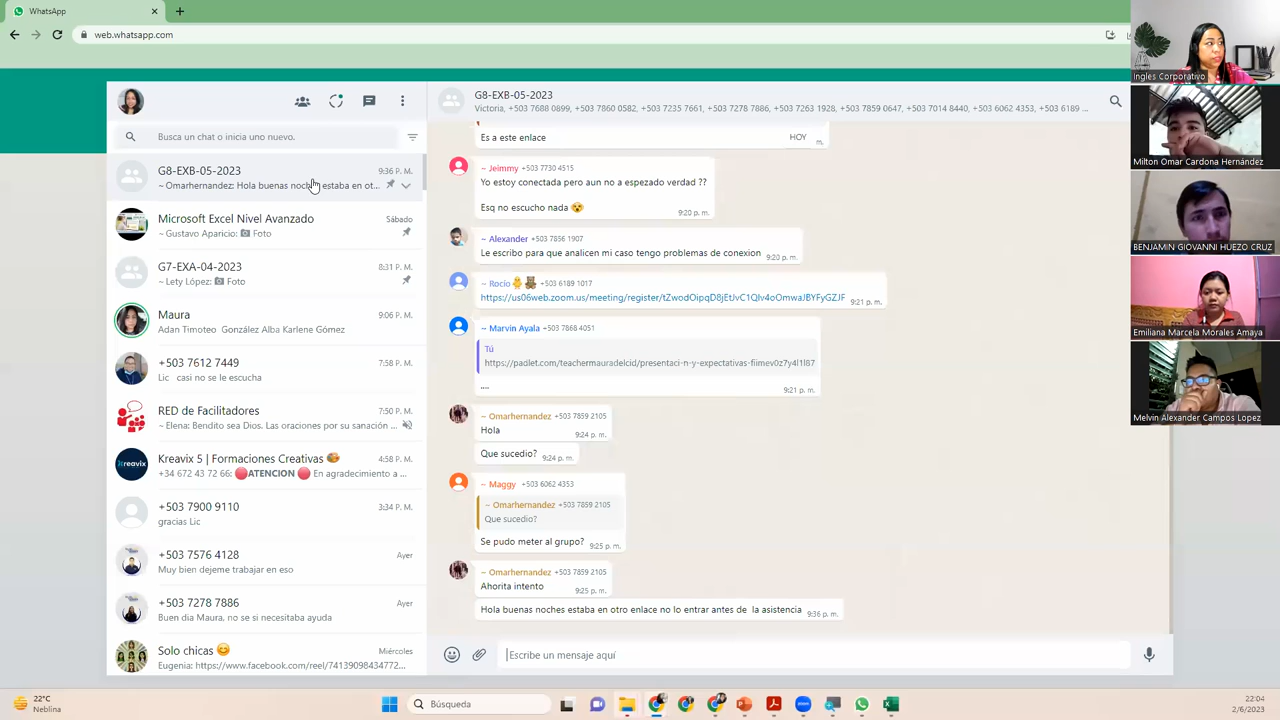 WhatsApp
web.whatsapp.com
Busca un chat o inicia uno nuevo.
G8-EXB-05-2023
9:36 P. M.
~ Omarhernandez: Hola buenas noches estaba en ot...
Microsoft Excel Nivel Avanzado
Sábado
~ Gustavo Aparicio: Foto
G7-EXA-04-2023
8:31 P. M.
~ Lety López: Foto
Maura
9:06 P. M.
Adan Timoteo González Alba Karlene Gómez
+503 7612 7449
7:58 P. M.
Lic casi no se le escucha
RED de Facilitadores
7:50 P. M.
~ Elena: Bendito sea Dios. Las oraciones por su sanación ...
Kreavix 5 | Formaciones Creativas
4:58 P. M.
+34 672 43 72 66: ATENCION En agradecimiento a ...
Kreavix
+503 7900 9110
3:34 P. M.
gracias Lic
+503 7576 4128
Ayer
Muy bien dejeme trabajar en eso
+503 7278 7886
Ayer
Buen dia Maura, no se si necesitaba ayuda
Solo chicas
Miércoles
Eugenia: https://www.facebook.com/reel/74139098434772...
G8-EXB-05-2023
Victoria, +503 7688 0899, +503 7860 0582, +503 7235 7661, +503 7278 7886, +503 7263 1928, +503 7859 0647, +503 7014 8440, +503 6062 4353, +503 6189 ...
Es a este enlace
HOY
m.
~ Jeimmy +503 7730 4515
Yo estoy conectada pero aun no a espezado verdad ??
Esq no escucho nada
9:20 p. m.
~ Alexander +503 7856 1907
Le escribo para que analicen mi caso tengo problemas de conexion
9:20 p. m.
~ Rocío +503 6189 1017
https://us06web.zoom.us/meeting/register/tZwodOipqD8jEtJvC1QIv4oOmwaJBYFyGZJF
9:21 p. m.
~ Marvin Ayala +503 7868 4051
Tú
https://padlet.com/teachermauradelcid/presentaci-n-y-expectativas-fiimev0z7y4l1l87
....
9:21 p. m.
~ Omarhernandez +503 7859 2105
Hola
9:24 p. m.
Que sucedio?
9:24 p. m.
~ Maggy +503 6062 4353
~ Omarhernandez +503 7859 2105
Que sucedio?
Se pudo meter al grupo?
9:25 p. m.
~ Omarhernandez +503 7859 2105
Ahorita intento
9:25 p. m.
Hola buenas noches estaba en otro enlace no lo entrar antes de la asistencia
9:36 p. m.
Escribe un mensaje aquí
Ingles Corporativo
Milton Omar Cardona Hernández
BENJAMIN GIOVANNI HUEZO CRUZ
Emiliana Marcela Morales Amaya
Melvin Alexander Campos Lopez
22°C
Neblina
Búsqueda
zoom
22:04
2/6/2023